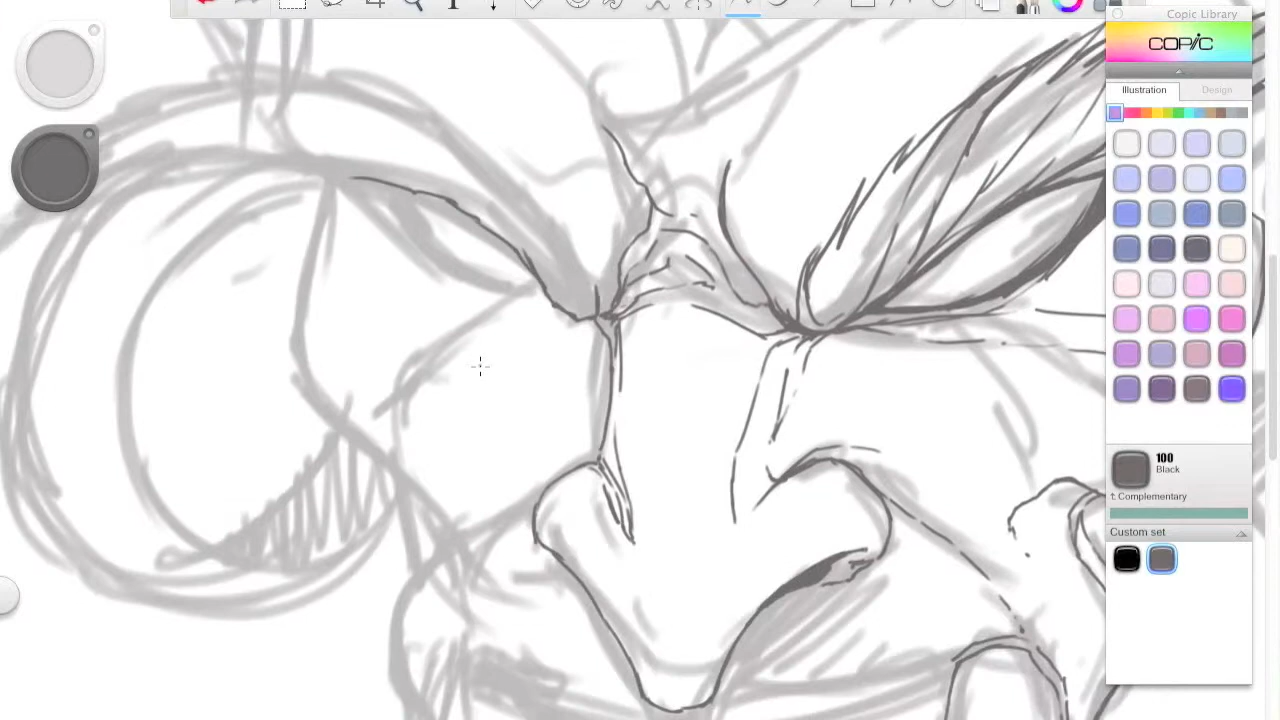 Copic Library
COPIC
Illustration
Design
100
Black
t: Complementary
Custom set